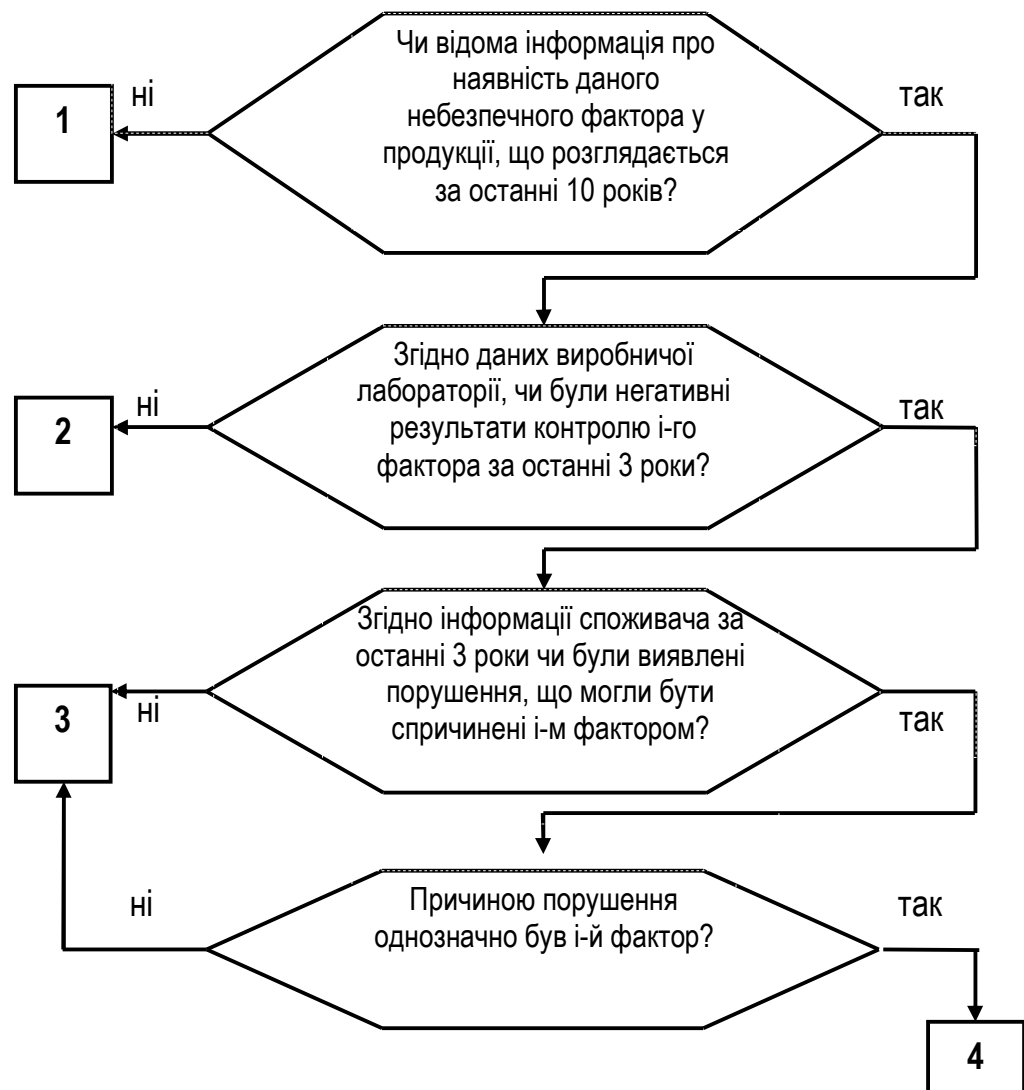 Чи відома інформація про
наявність даного
небезпечного фактора у
продукції, що розглядається
за останні 10 років?
ні
так
1
Згідно даних виробничої
лабораторії, чи були негативні
результати контролю і-го
фактора за останні 3 роки?
ні
так
2
Згідно інформації споживача за
останні 3 роки чи були виявлені
порушення, що могли бути
спричинені і-м фактором?
ні
так
3
Причиною порушення
однозначно був і-й фактор?
ні
так
4